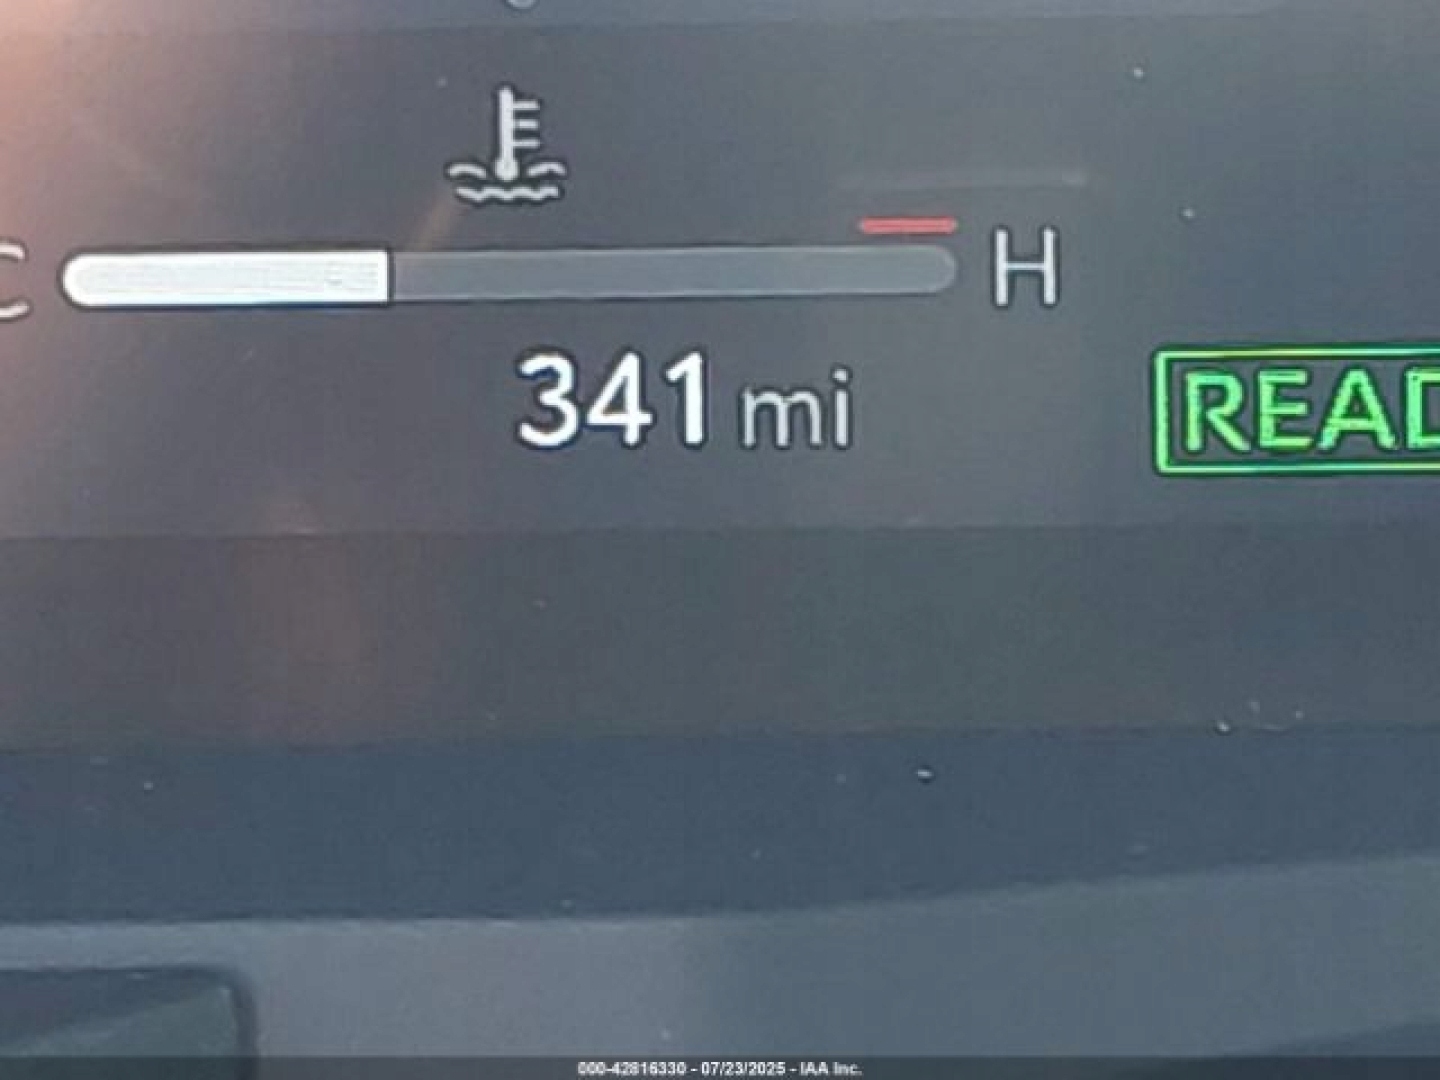 C H
341 mi
READ
000-42816330 - 07/23/2025 - IAA Inc.